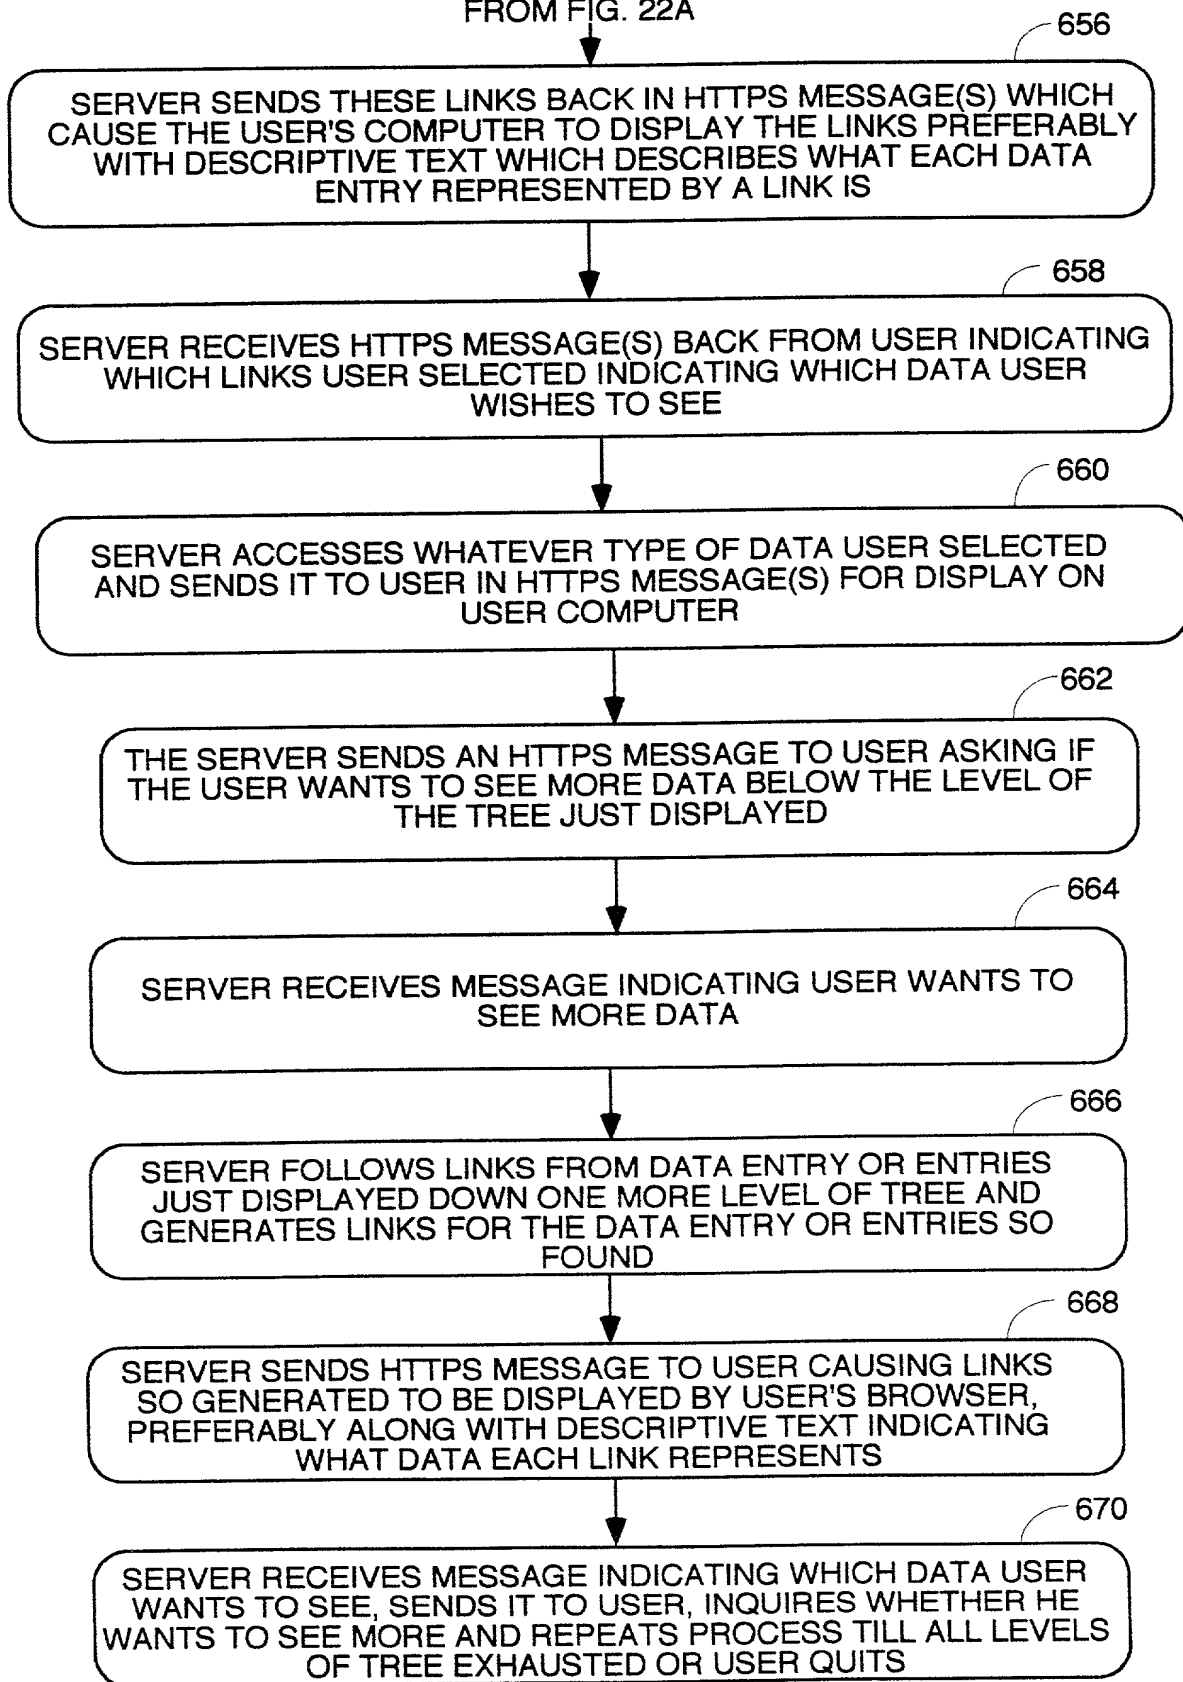 FROM FIG. 22A
656
SERVER SENDS THESE LINKS BACK IN HTTPS MESSAGE(S) WHICH
CAUSE THE USER'S COMPUTER TO DISPLAY THE LINKS PREFERABLY
WITH DESCRIPTIVE TEXT WHICH DESCRIBES WHAT EACH DATA
ENTRY REPRESENTED BY A LINK IS
658
SERVER RECEIVES HTTPS MESSAGE(S) BACK FROM USER INDICATING
WHICH LINKS USER SELECTED INDICATING WHICH DATA USER
WISHES TO SEE
660
SERVER ACCESSES WHATEVER TYPE OF DATA USER SELECTED
AND SENDS IT TO USER IN HTTPS MESSAGE(S) FOR DISPLAY ON
USER COMPUTER
662
THE SERVER SENDS AN HTTPS MESSAGE TO USER ASKING IF
THE USER WANTS TO SEE MORE DATA BELOW THE LEVEL OF
THE TREE JUST DISPLAYED
664
SERVER RECEIVES MESSAGE INDICATING USER WANTS TO
SEE MORE DATA
666
SERVER FOLLOWS LINKS FROM DATA ENTRY OR ENTRIES
JUST DISPLAYED DOWN ONE MORE LEVEL OF TREE AND
GENERATES LINKS FOR THE DATA ENTRY OR ENTRIES SO
FOUND
668
SERVER SENDS HTTPS MESSAGE TO USER CAUSING LINKS
SO GENERATED TO BE DISPLAYED BY USER'S BROWSER,
PREFERABLY ALONG WITH DESCRIPTIVE TEXT INDICATING
WHAT DATA EACH LINK REPRESENTS
670
SERVER RECEIVES MESSAGE INDICATING WHICH DATA USER
WANTS TO SEE, SENDS IT TO USER, INQUIRES WHETHER HE
WANTS TO SEE MORE AND REPEATS PROCESS TILL ALL LEVELS
OF TREE EXHAUSTED OR USER QUITS